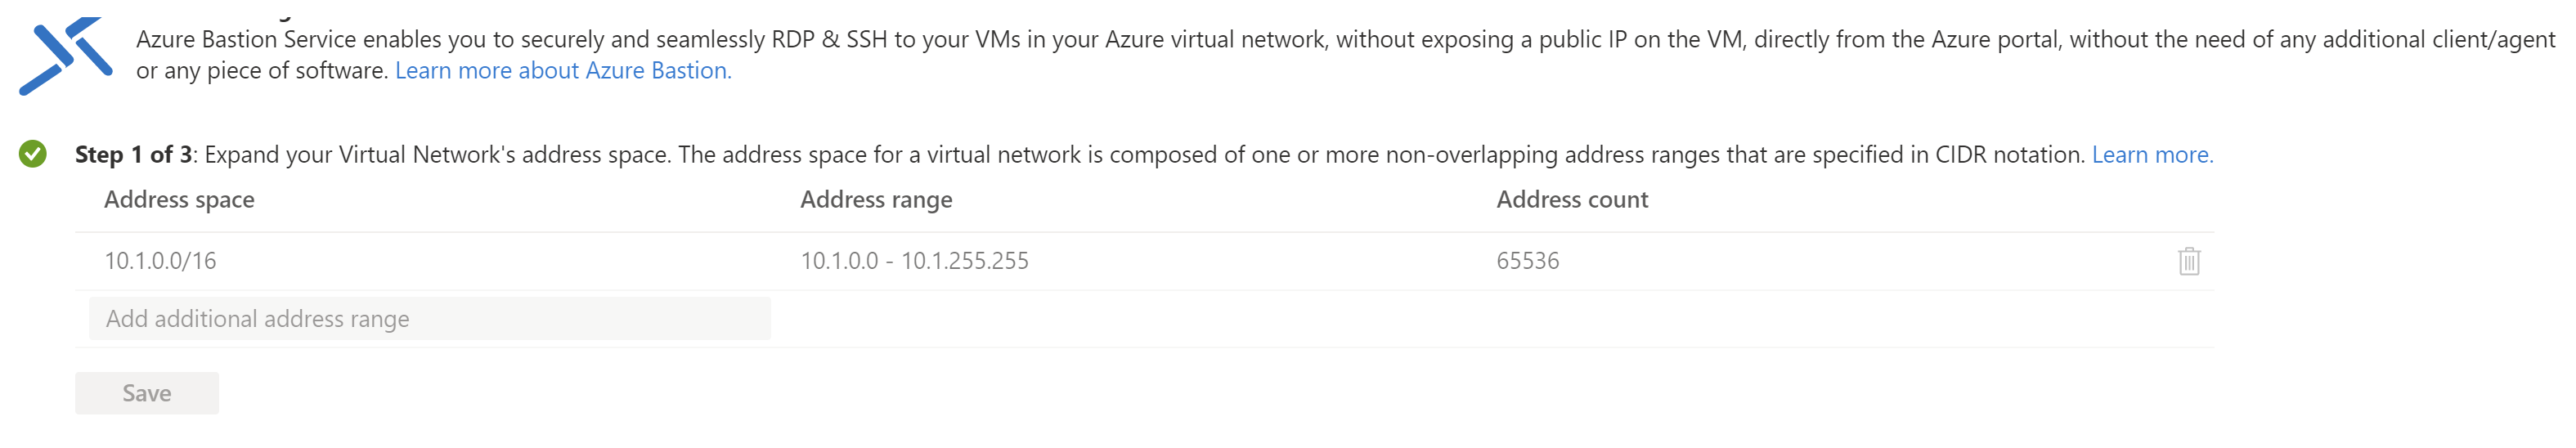 Azure Bastion Service enables you to securely and seamlessly RDP & SSH to your VMs in your Azure virtual network, without exposing a public IP on the VM, directly from the Azure portal, without the need of any additional client/agent
or any piece of software. Learn more about Azure Bastion.
Step 1 of 3: Expand your Virtual Network's address space. The address space for a virtual network is composed of one or more non-overlapping address ranges that are specified in CIDR notation. Learn more.
Address space Address range Address count
10.1.0.0/16 10.1.0.0 - 10.1.255.255 65536
Add additional address range
Save